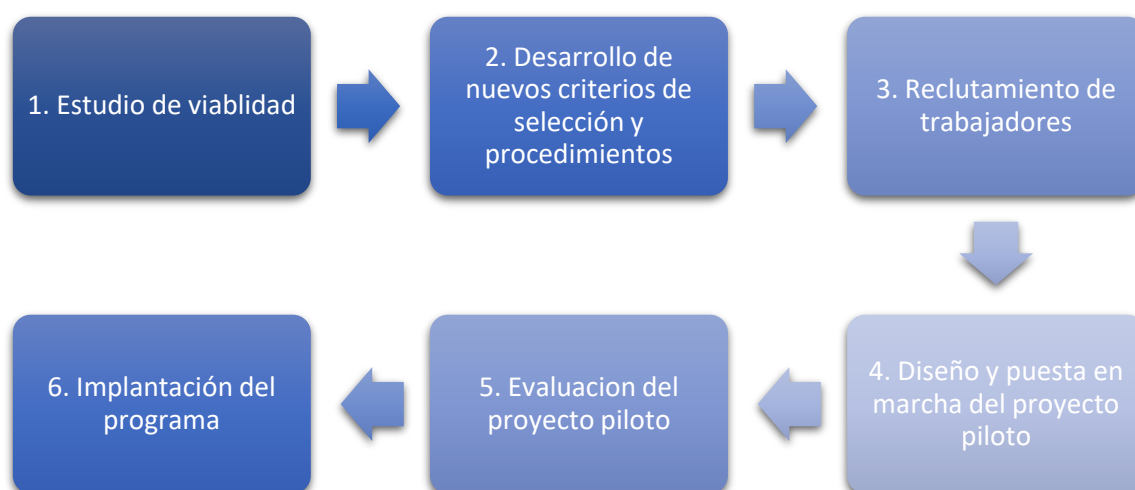 1. Estudio de viablidad
2. Desarrollo de
nuevos criterios de
selección y
procedimientos
3. Reclutamiento de
trabajadores
4. Diseño y puesta en
marcha del proyecto
piloto
5. Evaluacion del
proyecto piloto
6. Implantación del
programa